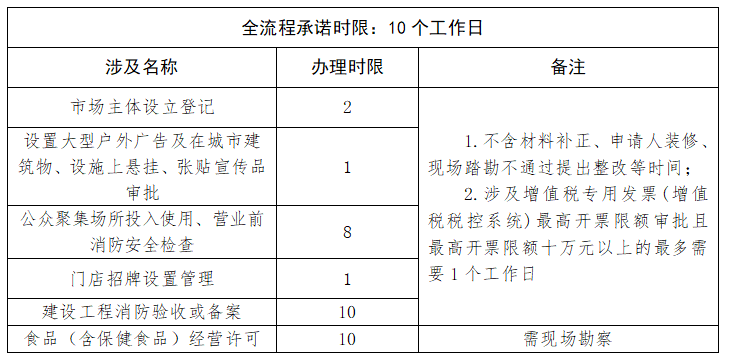 全流程承诺时限：10 个工作日
涉及名称 办理时限 备注
市场主体设立登记 2
设置大型户外广告及在城市建
筑物、设施上悬挂、张贴宣传品
审批
1
公众聚集场所投入使用、营业前
消防安全检查
8
门店招牌设置管理 1
建设工程消防验收或备案 10
1.不含材料补正、申请人装修、
现场踏勘不通过提出整改等时间；
2.涉及增值税专用发票(增值
税税控系统)最高开票限额审批且
最高开票限额十万元以上的最多需
要 1 个工作日
食品（含保健食品）经营许可 10 需现场勘察